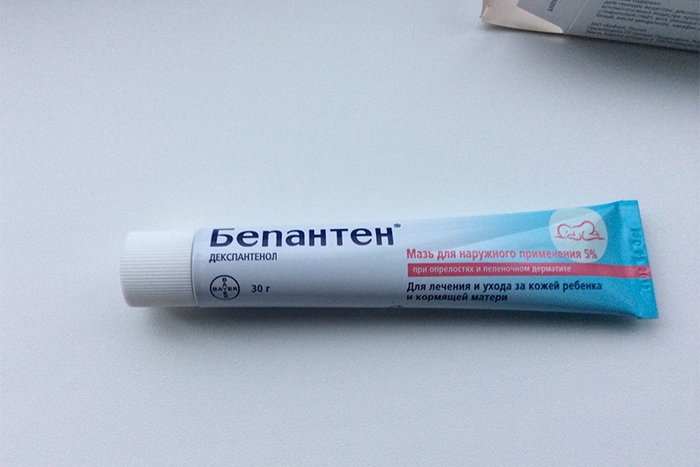 Бепантен®
ДЕКСПАНТЕНОЛ
Мазь для наружного применения 5%
при опрелостях и пеленочном дерматите
Для лечения и ухода за кожей ребенка
и кормящей матери
BAYER
30 г